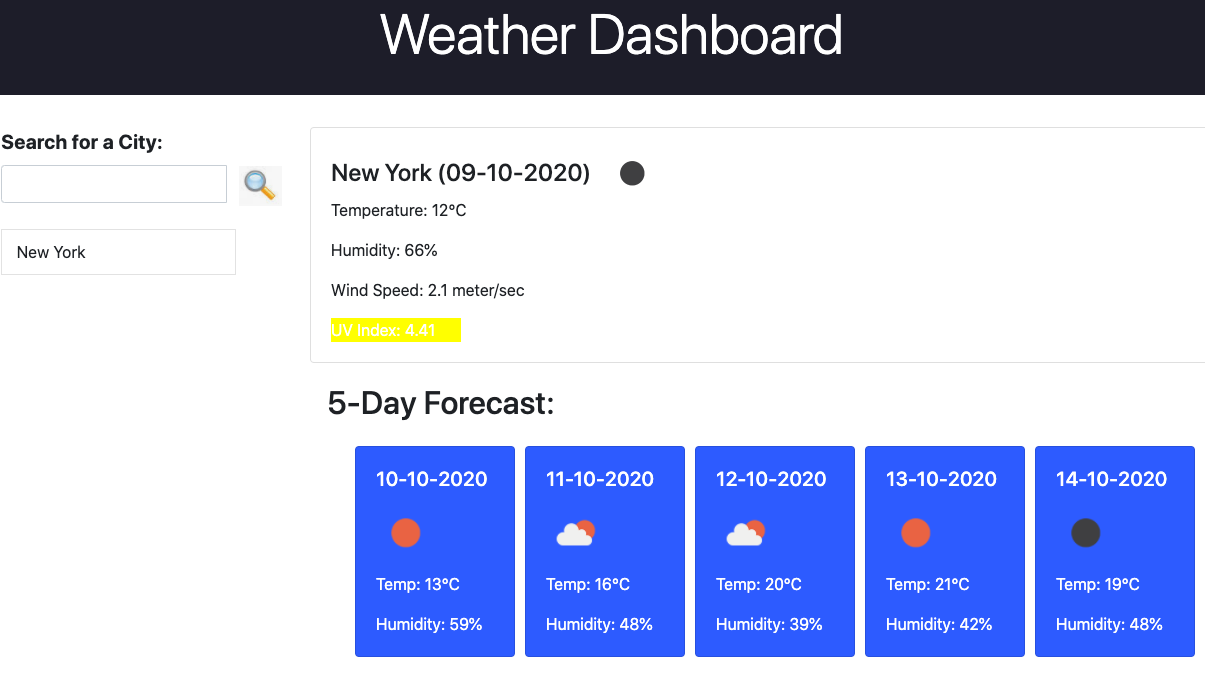 Weather Dashboard
Search for a City:
New York
New York (09-10-2020)
Temperature: 12°C
Humidity: 66%
Wind Speed: 2.1 meter/sec
UV Index: 4.41
5-Day Forecast:
10-10-2020
Temp: 13°C
Humidity: 59%
11-10-2020
Temp: 16°C
Humidity: 48%
12-10-2020
Temp: 20°C
Humidity: 39%
13-10-2020
Temp: 21°C
Humidity: 42%
14-10-2020
Temp: 19°C
Humidity: 48%